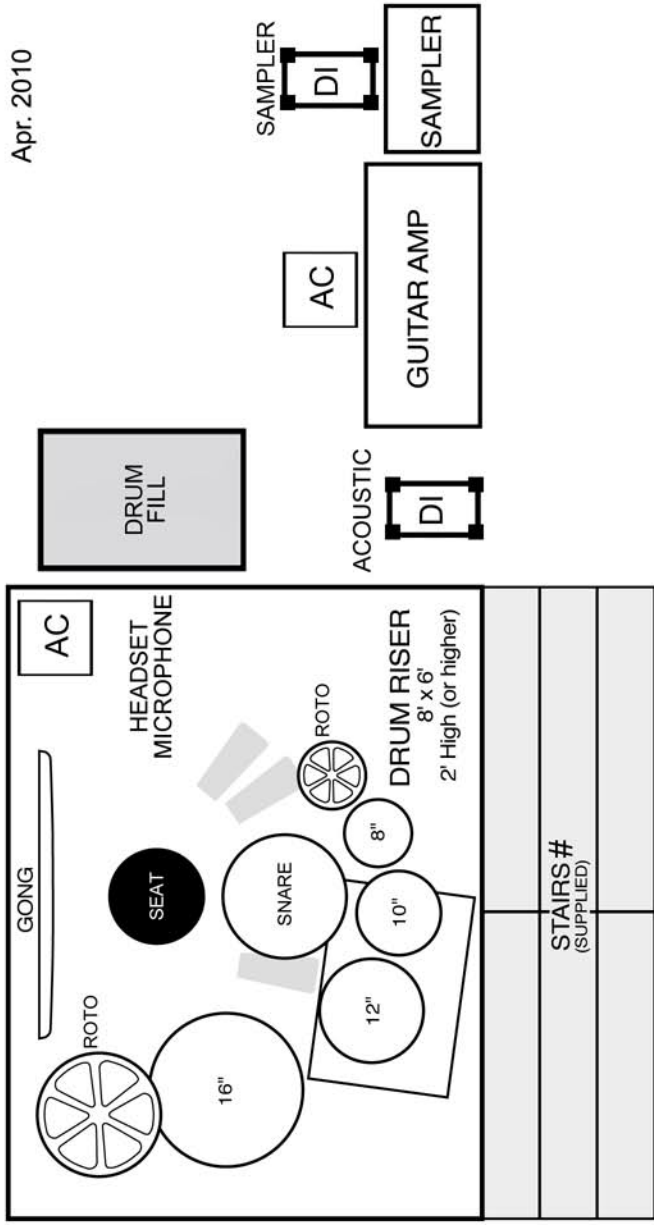 Apr. 2010
GONG
AC
ROTO
SEAT
HEADSET
MICROPHONE
DRUM
FILL
16"
SNARE
ROTO
12"
10"
8"
DRUM RISER
8' x 6'
2' High (or higher)
STAIRS#
(SUPPLIED)
ACOUSTIC
DI
AC
GUITAR AMP
SAMPLER
DI
SAMPLER